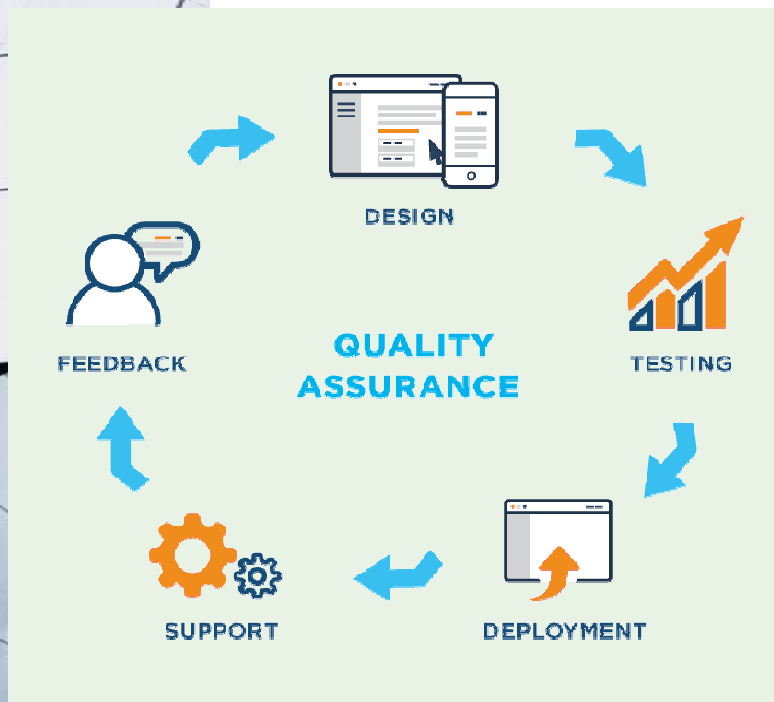 DESIGN
TESTING
DEPLOYMENT
SUPPORT
FEEDBACK
QUALITY
ASSURANCE